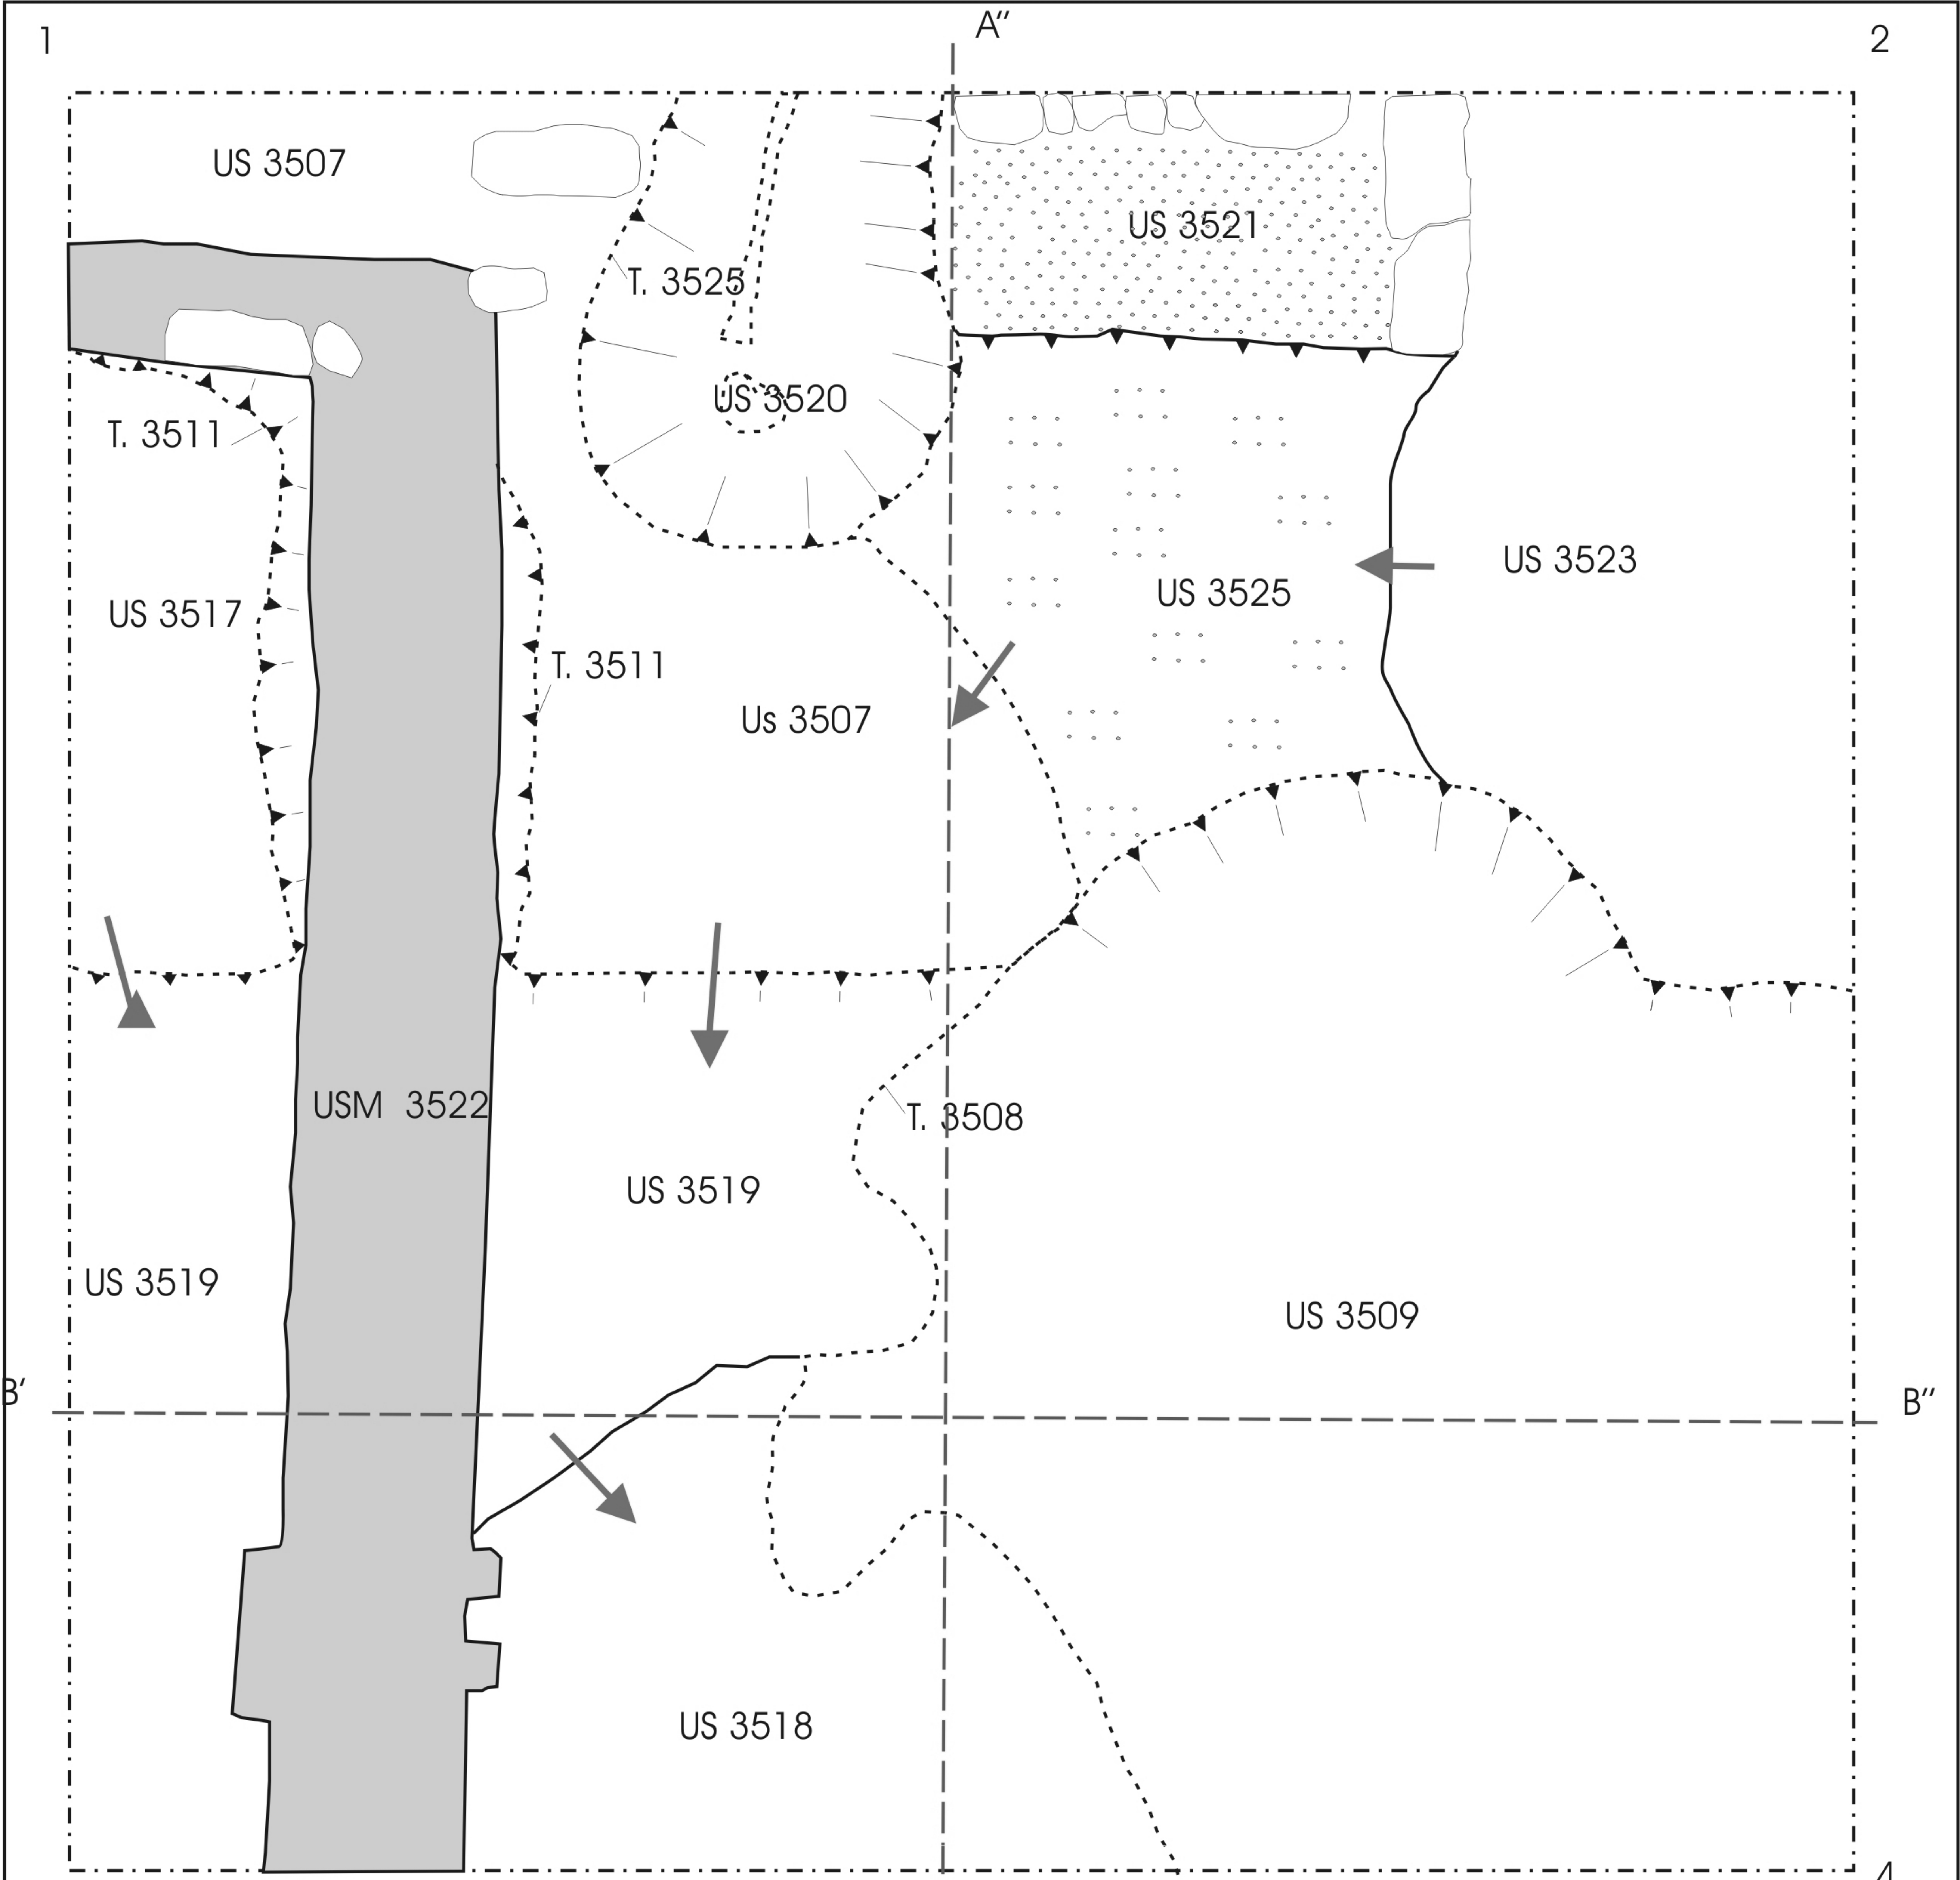 A″
1
2
US 3507
US 3521
T. 3525
US 3520
T. 3511
US 3523
US 3525
US 3517
T. 3511
Us 3507
USM 3522
T. 3508
US 3519
US 3519
US 3509
B′
B″
US 3518
4